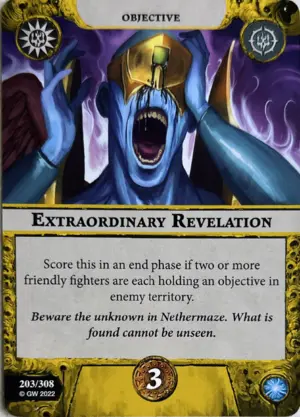 OBJECTIVE
EXTRAORDINARY REVELATION
Score this in an end phase if two or more
friendly fighters are each holding an objective in
enemy territory.
Beware the unknown in Nethermaze. What is
found cannot be unseen.
203/308
© GW 2022
3